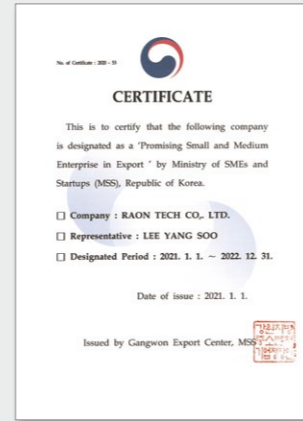 No. of Certificate : 2020 - 53
CERTIFICATE
This is to certify that the following company
is designated as a 'Promising Small and Medium
Enterprise in Export ' by Ministry of SMEs and
Startups (MSS), Republic of Korea.
□ Company : RAON TECH CO,. LTD.
□ Representative : LEE YANG SOO
□ Designated Period : 2021. 1. 1. ~ 2022. 12. 31.
Date of issue : 2021. 1. 1.
Issued by Gangwon Export Center, MSS